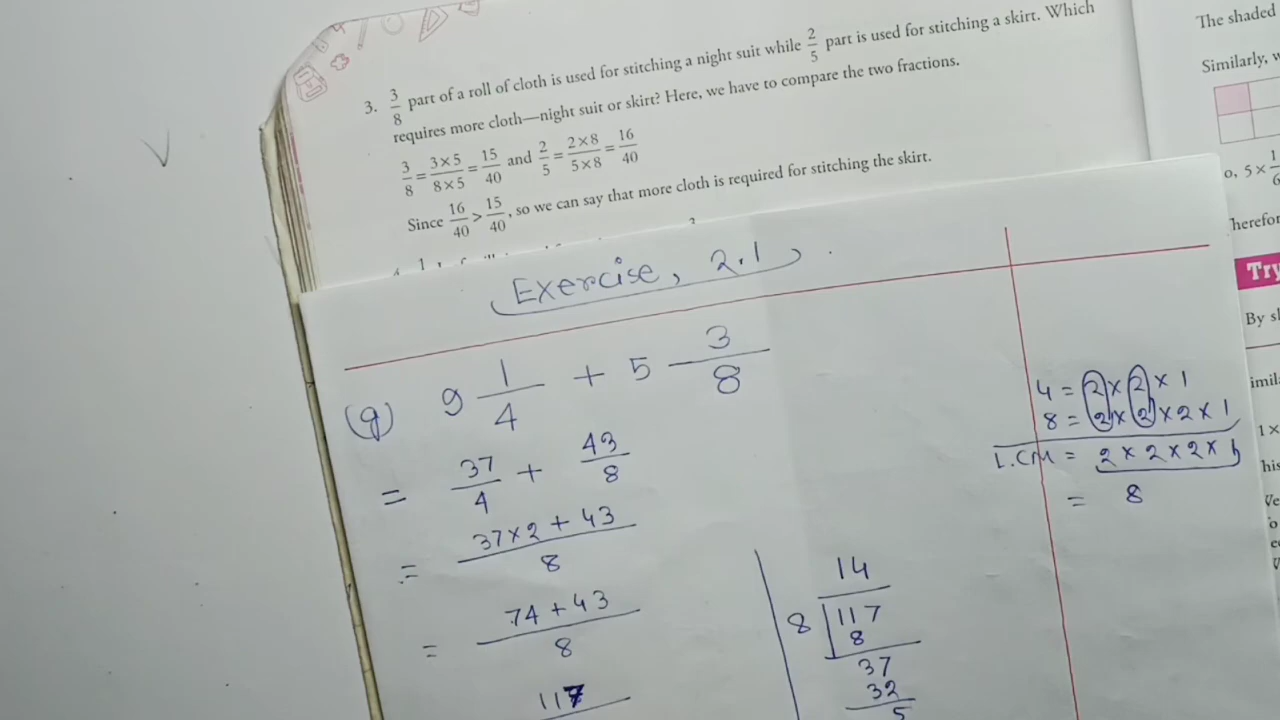 3. 3/8 part of a roll of cloth is used for stitching a night suit while 2/5 part is used for stitching a skirt. Which
requires more cloth—night suit or skirt? Here, we have to compare the two fractions.
3/8 = 3×5/8×5 = 15/40 and 2/5 = 2×8/5×8 = 16/40
Since 16/40 > 15/40, so we can say that more cloth is required for stitching the skirt.
Exercise, 2.1
(g) 9 1/4 + 5 3/8
= 37/4 + 43/8
= 37×2+43/8
= 74+43/8
117
14
8 117
8
37
32
5
4 = 2×2×1
8 = 2×2×2×1
L.CM = 2×2×2×1
= 8
The shaded
Similarly,
5×1/6
Try